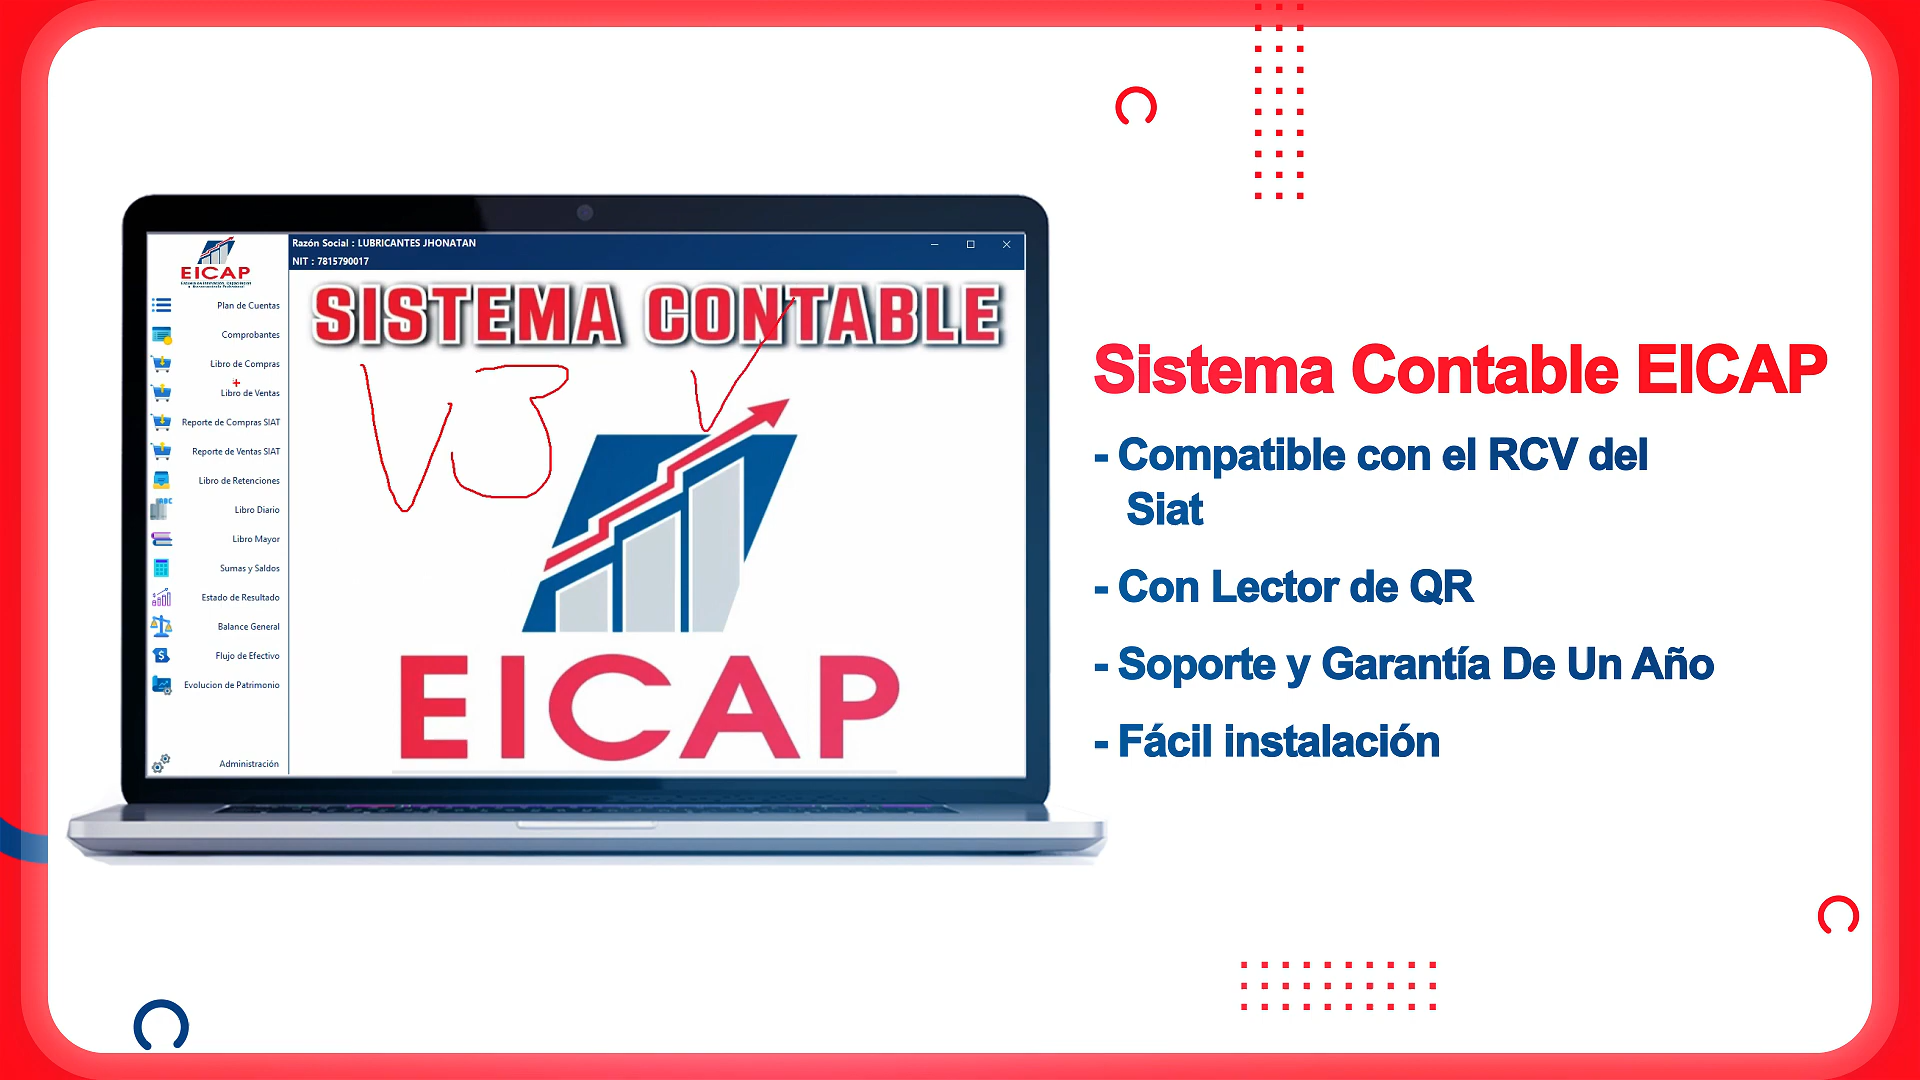 EICAP
Razón Social : LUBRICANTES JHONATAN
NIT : 7815790017
Plan de Cuentas
Comprobantes
Libro de Compras
Libro de Ventas
Reporte de Compras SIAT
Reporte de Ventas SIAT
Libro de Retenciones
Libro Diario
Libro Mayor
Sumas y Saldos
Estado de Resultado
Balance General
Flujo de Efectivo
Evolucion de Patrimonio
Administración
SISTEMA CONTABLE
V3
EICAP
Sistema Contable EICAP
- Compatible con el RCV del
Siat
- Con Lector de QR
- Soporte y Garantía De Un Año
- Fácil instalación